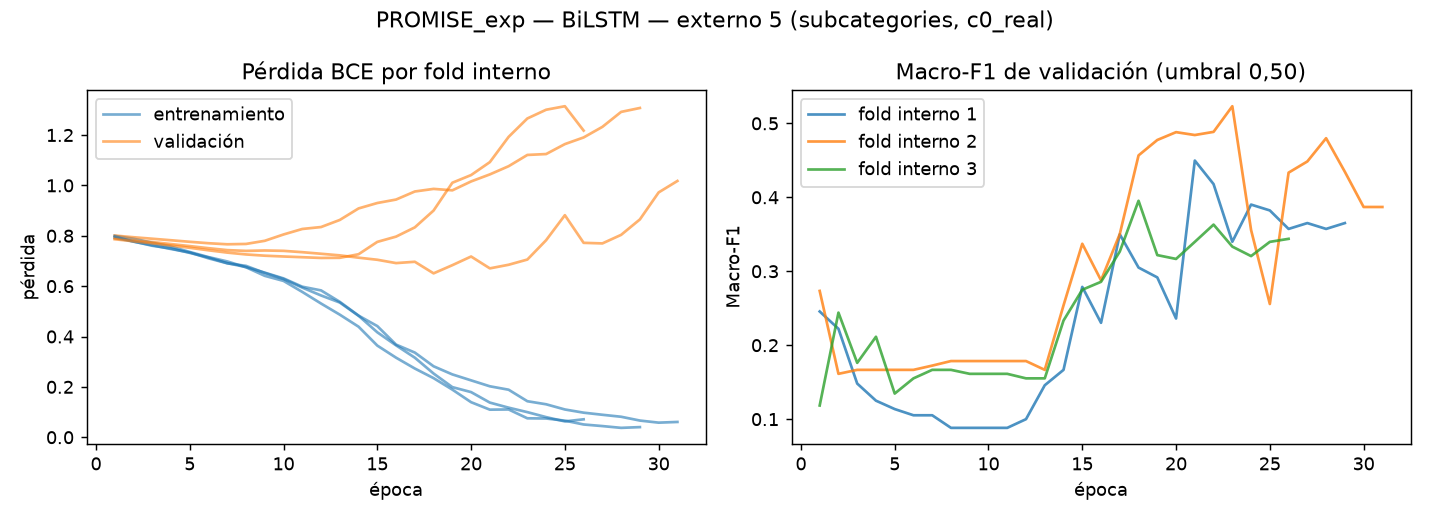 PROMISE_exp — BiLSTM — externo 5 (subcategories, c0_real)
Pérdida BCE por fold interno
entrenamiento
validación
1.2
1.0
0.8
0.6
0.4
0.2
0.0
pérdida
0 5 10 15 20 25 30
época
Macro-F1 de validación (umbral 0,50)
fold interno 1
fold interno 2
fold interno 3
0.5
0.4
0.3
0.2
0.1
Macro-F1
0 5 10 15 20 25 30
época